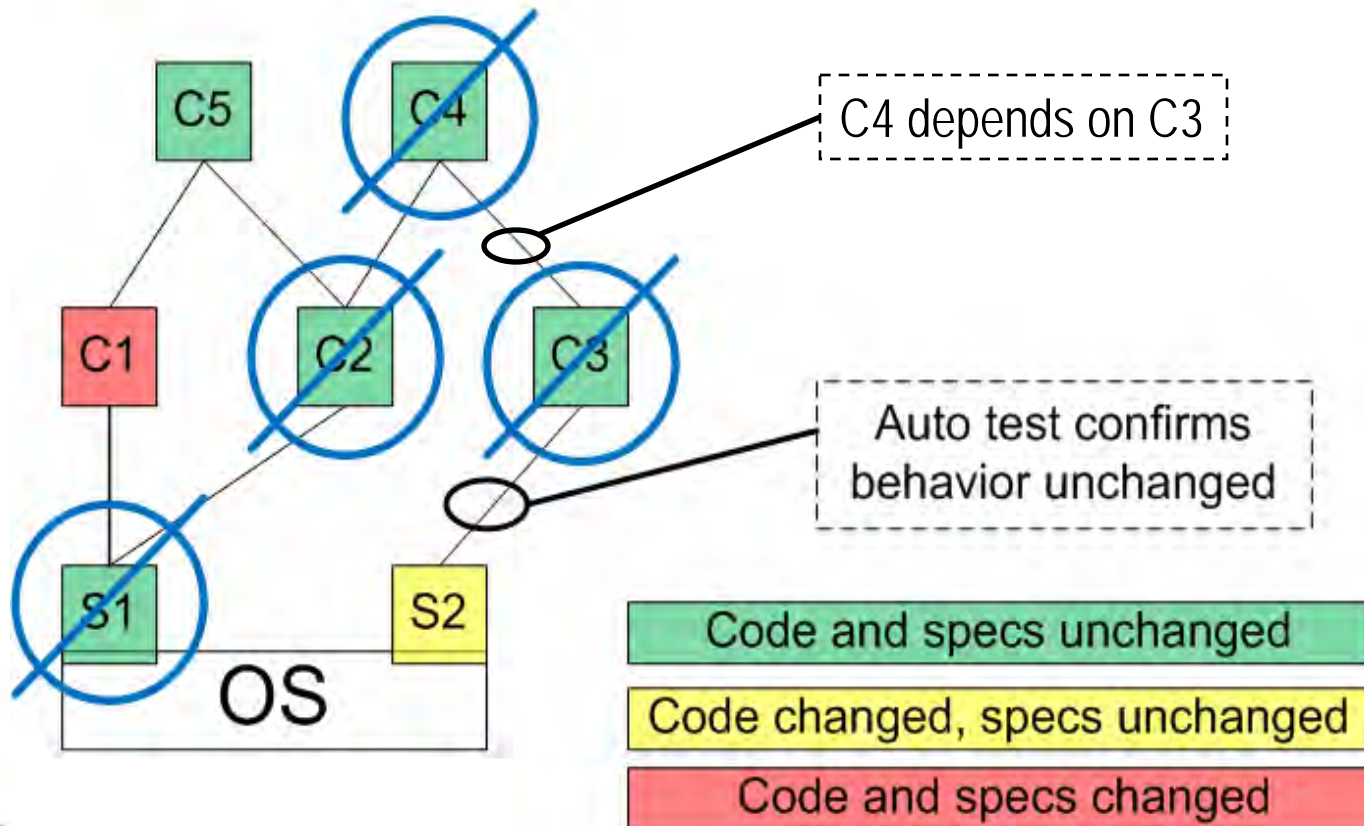 C5
C4
C4 depends on C3
C1
C2
C3
Auto test confirms
behavior unchanged
S1
S2
OS
Code and specs unchanged
Code changed, specs unchanged
Code and specs changed